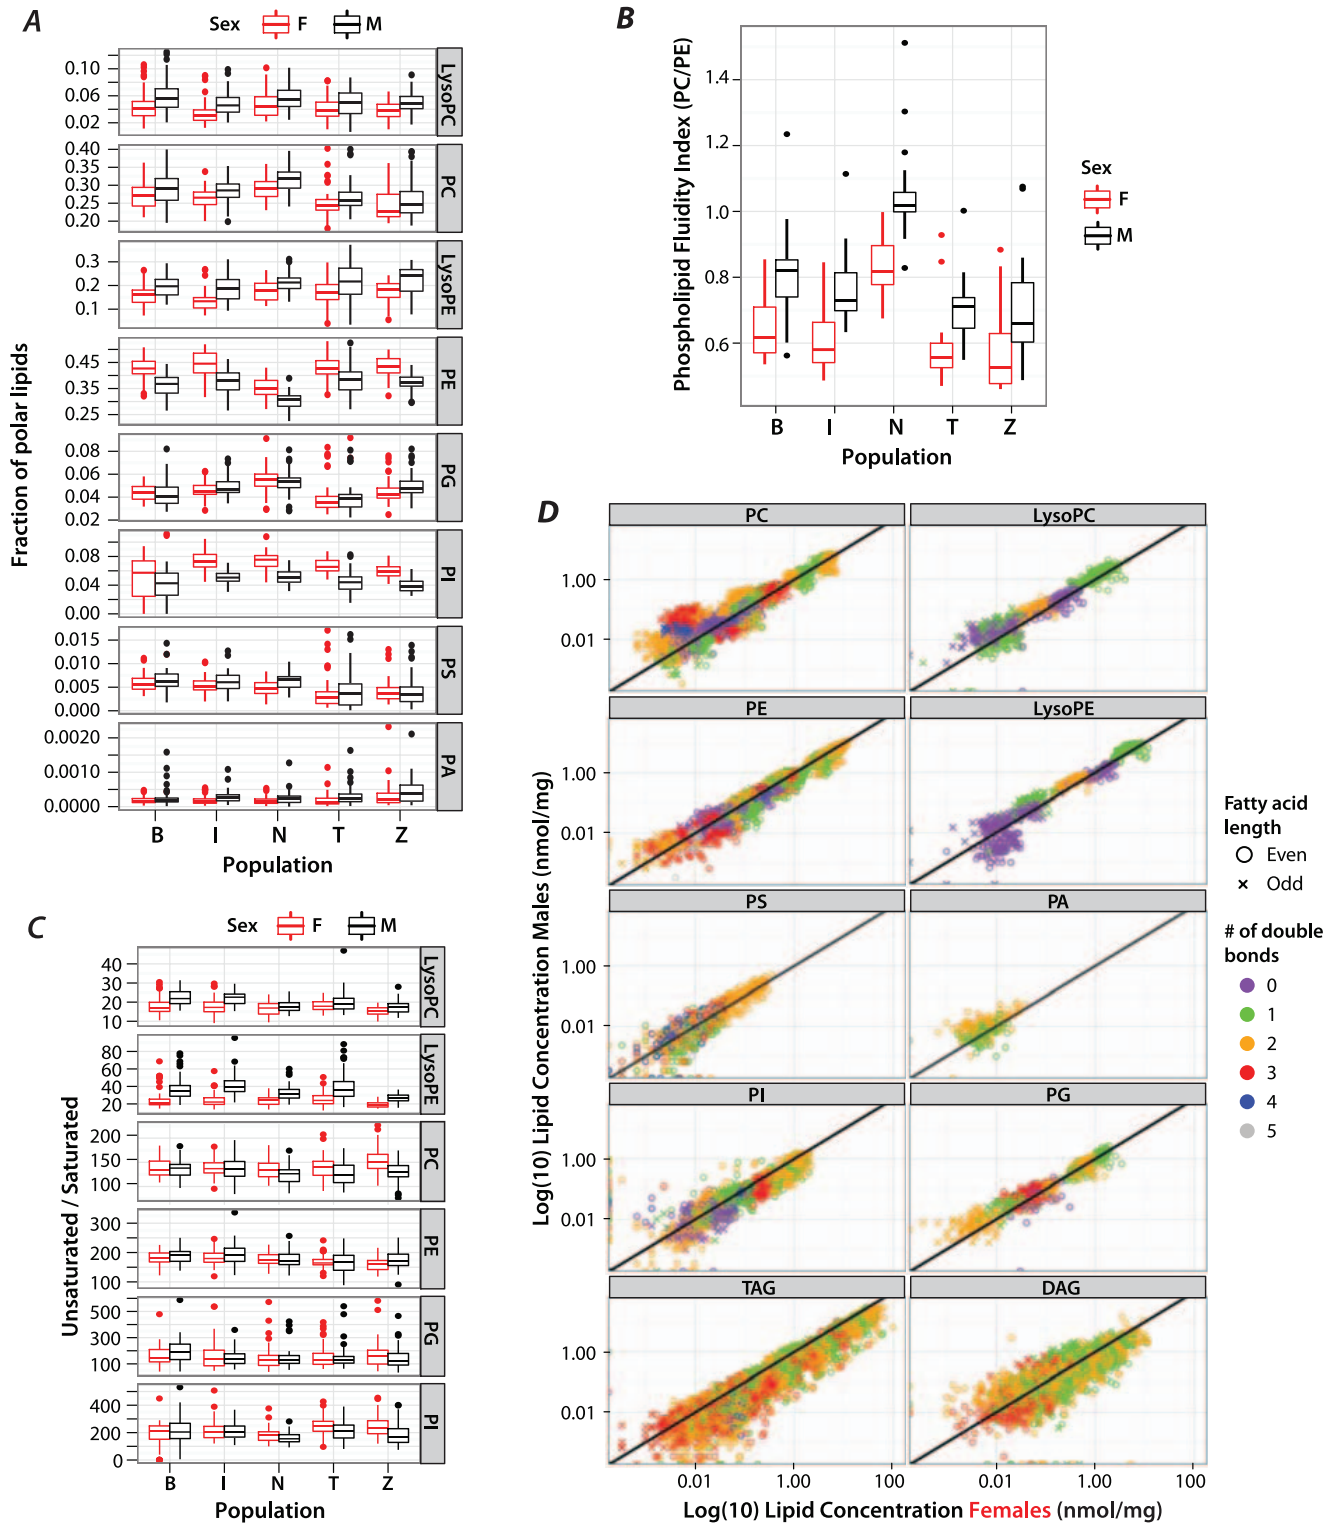 A
Sex F M
Fraction of polar lipids
0.10
0.06
0.02
LysoPC
0.40
0.30
0.20
PC
0.3
0.1
LysoPE
0.45
0.35
0.25
PE
0.08
0.06
0.04
0.02
PG
0.08
0.04
0.00
PI
0.015
0.010
0.005
0.000
PS
0.0020
0.0010
0.0000
PA
B I N T Z
Population
B
Phospholipid Fluidity Index (PC/PE)
1.4
1.2
1.0
0.8
0.6
B I N T Z
Population
Sex
F
M
C
Sex F M
Unsaturated / Saturated
40
30
20
10
LysoPC
80
60
40
20
LysoPE
200
150
100
PC
300
200
100
PE
500
300
100
PG
400
200
0
PI
B I N T Z
Population
D
Log(10) Lipid Concentration Males (nmol/mg)
PC LysoPC
1.00
0.01
PE LysoPE
1.00
0.01
PS PA
1.00
0.01
PI PG
1.00
0.01
TAG DAG
1.00
0.01
0.01 1.00 100 0.01 1.00 100
Log(10) Lipid Concentration Females (nmol/mg)
Fatty acid
length
Even
Odd
# of double
bonds
0
1
2
3
4
5